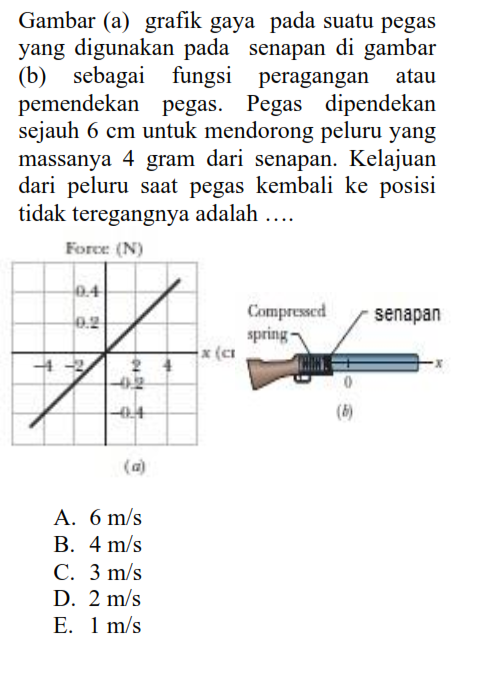 Gambar (a) grafik gaya pada suatu pegas
yang digunakan pada senapan di gambar
(b) sebagai fungsi peragangan atau
pemendekan pegas. Pegas dipendekan
sejauh 6 cm untuk mendorong peluru yang
massanya 4 gram dari senapan. Kelajuan
dari peluru saat pegas kembali ke posisi
tidak teregangnya adalah ….
Force (N)
0.4
0.2
-4 -2 2 4 x (c
-0.2
-0.4
(a)
Compressed
spring
senapan
x
0
(b)
A. 6 m/s
B. 4 m/s
C. 3 m/s
D. 2 m/s
E. 1 m/s